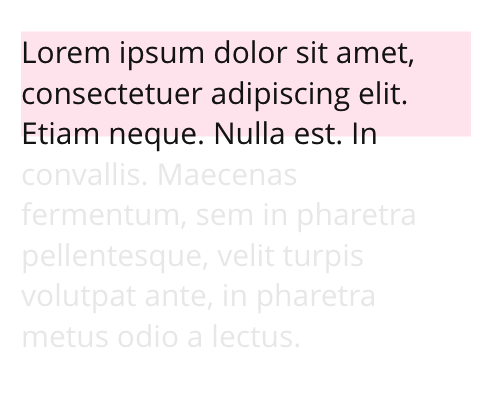 Lorem ipsum dolor sit amet,
consectetuer adipiscing elit.
Etiam neque. Nulla est. In
convallis. Maecenas
fermentum, sem in pharetra
pellentesque, velit turpis
volutpat ante, in pharetra
metus odio a lectus.